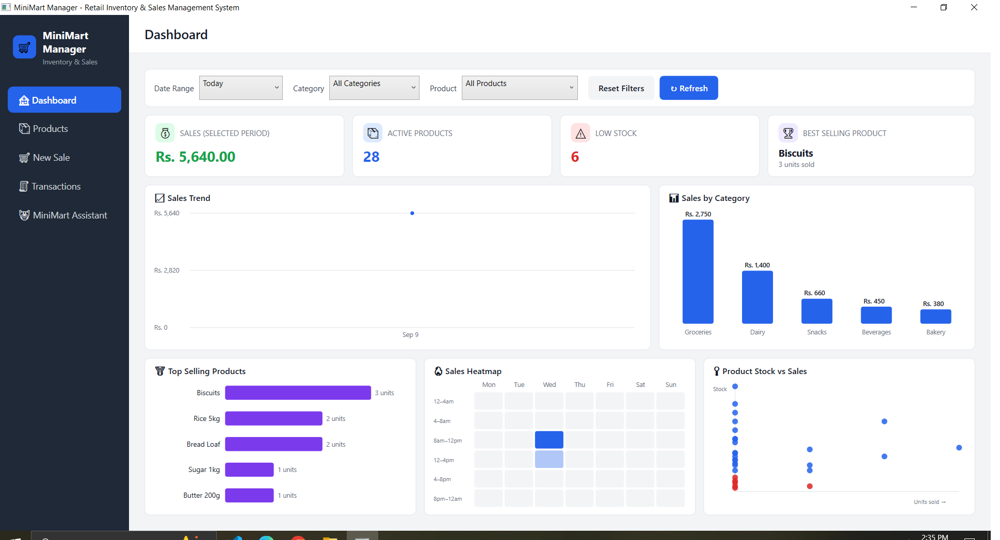 MiniMart Manager - Retail Inventory & Sales Management System
MiniMart
Manager
Inventory & Sales
Dashboard
Products
New Sale
Transactions
MiniMart Assistant
Dashboard
Date Range
Today
Category
All Categories
Product
All Products
Reset Filters
↻ Refresh
SALES (SELECTED PERIOD)
Rs. 5,640.00
ACTIVE PRODUCTS
28
LOW STOCK
6
BEST SELLING PRODUCT
Biscuits
3 units sold
Sales Trend
Rs. 5,640
Rs. 2,820
Rs. 0
Sep 9
Sales by Category
Rs. 2,750
Rs. 1,400
Rs. 660
Rs. 450
Rs. 380
Groceries
Dairy
Snacks
Beverages
Bakery
Top Selling Products
Biscuits
3 units
Rice 5kg
2 units
Bread Loaf
2 units
Sugar 1kg
1 units
Butter 200g
1 units
Sales Heatmap
Mon Tue Wed Thu Fri Sat Sun
12–4am
4–8am
8am–12pm
12–4pm
4–8pm
8pm–12am
Product Stock vs Sales
Stock
Units sold →
2:35 PM